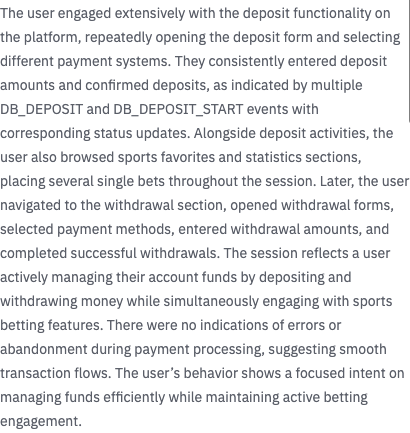 The user engaged extensively with the deposit functionality on
the platform, repeatedly opening the deposit form and selecting
different payment systems. They consistently entered deposit
amounts and confirmed deposits, as indicated by multiple
DB_DEPOSIT and DB_DEPOSIT_START events with
corresponding status updates. Alongside deposit activities, the
user also browsed sports favorites and statistics sections,
placing several single bets throughout the session. Later, the user
navigated to the withdrawal section, opened withdrawal forms,
selected payment methods, entered withdrawal amounts, and
completed successful withdrawals. The session reflects a user
actively managing their account funds by depositing and
withdrawing money while simultaneously engaging with sports
betting features. There were no indications of errors or
abandonment during payment processing, suggesting smooth
transaction flows. The user’s behavior shows a focused intent on
managing funds efficiently while maintaining active betting
engagement.